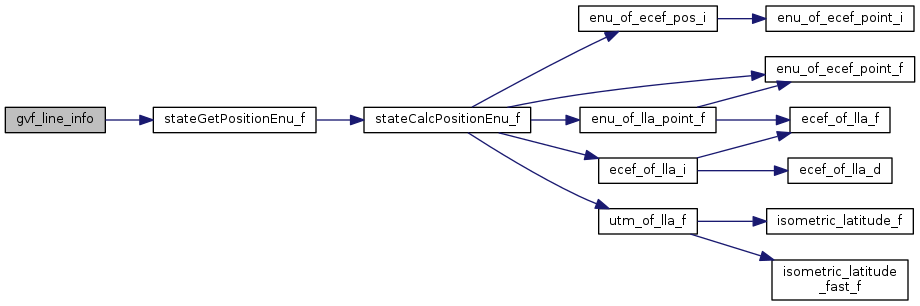 gvf_line_info
stateGetPositionEnu_f
stateCalcPositionEnu_f
enu_of_ecef_pos_i
enu_of_ecef_point_i
enu_of_ecef_point_f
enu_of_lla_point_f
ecef_of_lla_f
ecef_of_lla_i
ecef_of_lla_d
utm_of_lla_f
isometric_latitude_f
isometric_latitude
_fast_f